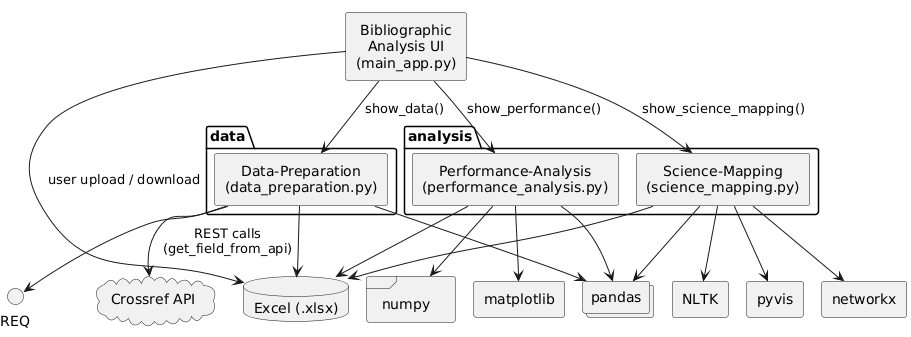 Bibliographic
Analysis UI
(main_app.py)
show_data()
show_performance()
show_science_mapping()
data
analysis
Data-Preparation
(data_preparation.py)
Performance-Analysis
(performance_analysis.py)
Science-Mapping
(science_mapping.py)
user upload / download
REST calls
(get_field_from_api)
REQ
Crossref API
Excel (.xlsx)
numpy
matplotlib
pandas
NLTK
pyvis
networkx